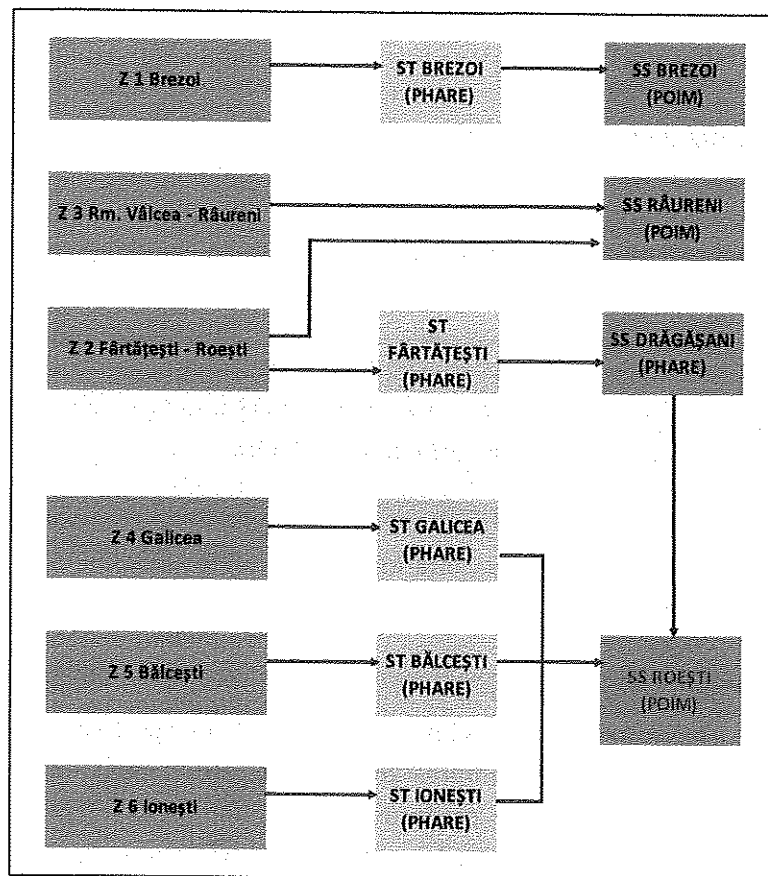 Z 1 Brezoi
ST BREZOI
(PHARE)
SS BREZOI
(POIM)
Z 3 Rm. Vâlcea - Râureni
SS RÂURENI
(POIM)
Z 2 Fârtățești - Roești
ST
FÂRTĂȚEȘTI
(PHARE)
SS DRĂGĂȘANI
(PHARE)
Z 4 Galicea
ST GALICEA
(PHARE)
Z 5 Bălcești
ST BĂLCEȘTI
(PHARE)
SS ROEȘTI
(POIM)
Z 6 Ionești
ST IONEȘTI
(PHARE)